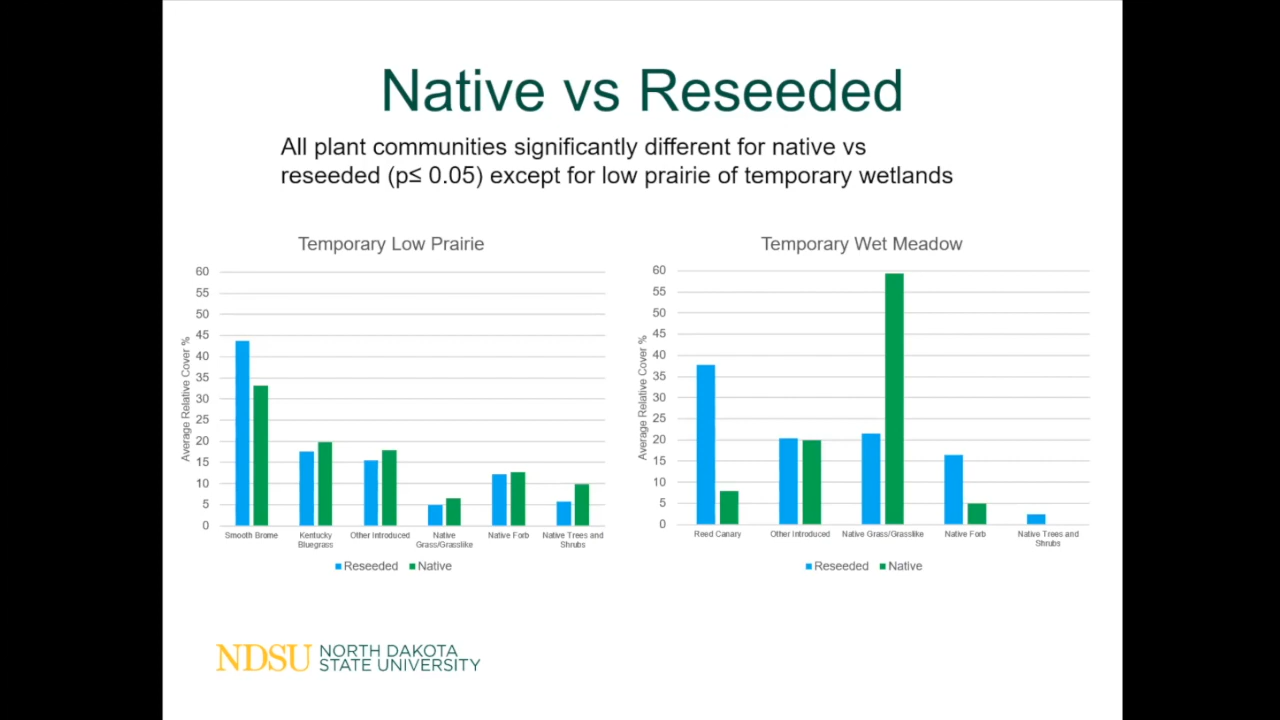 Native vs Reseeded
All plant communities significantly different for native vs
reseeded (p≤ 0.05) except for low prairie of temporary wetlands
Temporary Low Prairie
60
55
50
45
40
35
30
25
20
15
10
5
0
Average Relative Cover %
Smooth Brome
Kentucky
Bluegrass
Other Introduced
Native
Grass/Grasslike
Native Forb
Native Trees and
Shrubs
Reseeded
Native
Temporary Wet Meadow
60
55
50
45
40
35
30
25
20
15
10
5
0
Average Relative Cover %
Reed Canary
Other Introduced
Native Grass/Grasslike
Native Forb
Native Trees and
Shrubs
Reseeded
Native
NDSU
NORTH DAKOTA
STATE UNIVERSITY